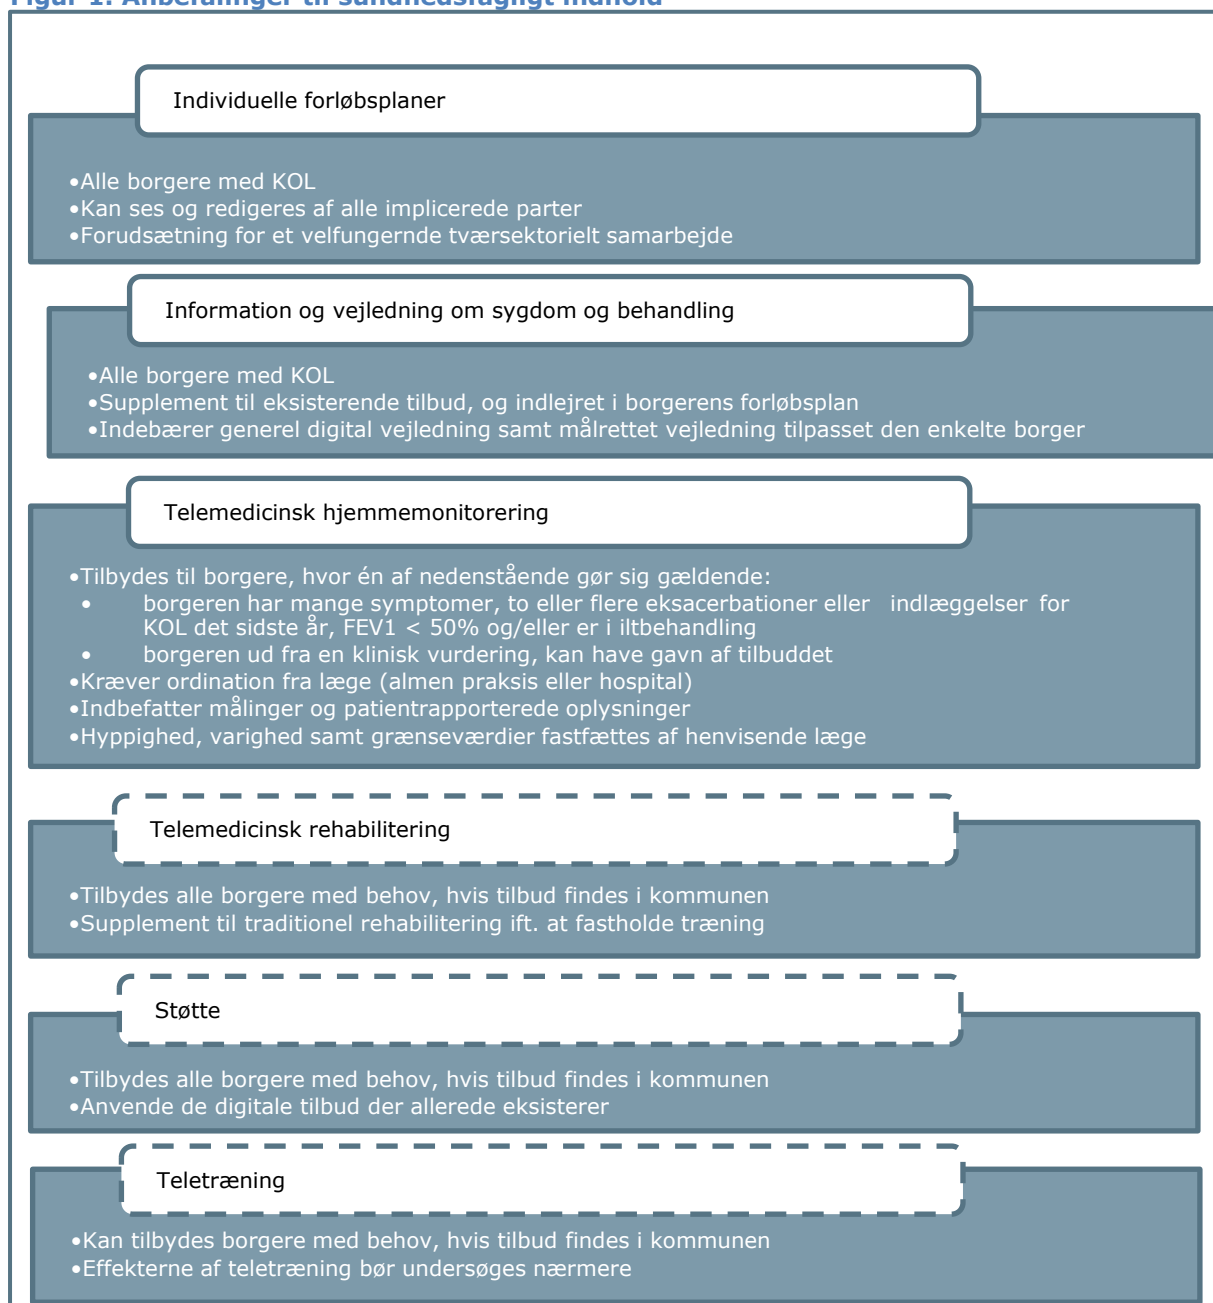 Figur 1. Anbefalinger til sundhedsfagligt indhold
Individuelle forløbsplaner
•Alle borgere med KOL
•Kan ses og redigeres af alle implicerede parter
•Forudsætning for et velfungernde tværsektorielt samarbejde
Information og vejledning om sygdom og behandling
•Alle borgere med KOL
•Supplement til eksisterende tilbud, og indlejret i borgerens forløbsplan
•Indebærer generel digital vejledning samt målrettet vejledning tilpasset den enkelte borger
Telemedicinsk hjemmemonitorering
•Tilbydes til borgere, hvor én af nedenstående gør sig gældende:
• borgeren har mange symptomer, to eller flere eksacerbationer eller indlæggelser for
KOL det sidste år, FEV1 < 50% og/eller er i iltbehandling
• borgeren ud fra en klinisk vurdering, kan have gavn af tilbuddet
•Kræver ordination fra læge (almen praksis eller hospital)
•Indbefatter målinger og patientrapporterede oplysninger
•Hyppighed, varighed samt grænseværdier fastfættes af henvisende læge
Telemedicinsk rehabilitering
•Tilbydes alle borgere med behov, hvis tilbud findes i kommunen
•Supplement til traditionel rehabilitering ift. at fastholde træning
Støtte
•Tilbydes alle borgere med behov, hvis tilbud findes i kommunen
•Anvende de digitale tilbud der allerede eksisterer
Teletræning
•Kan tilbydes borgere med behov, hvis tilbud findes i kommunen
•Effekterne af teletræning bør undersøges nærmere